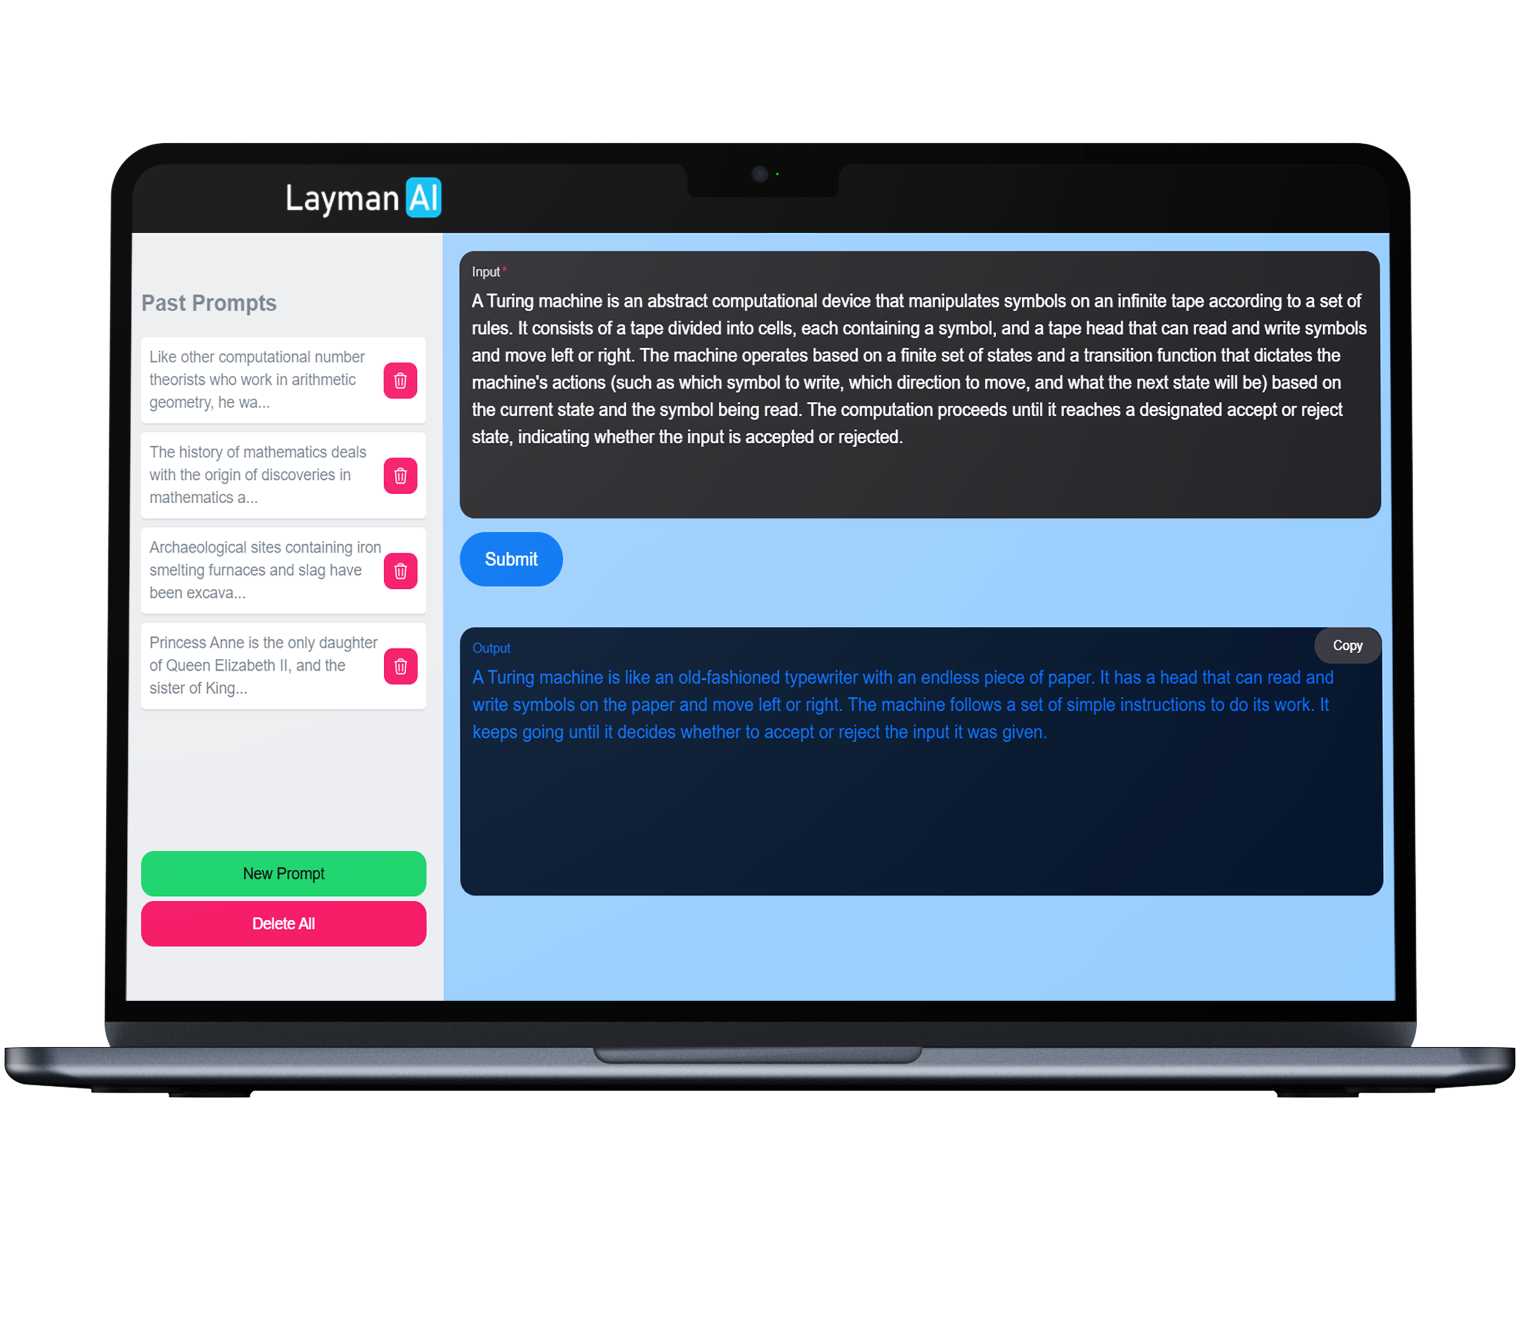 Layman AI
Past Prompts
Like other computational number
theorists who work in arithmetic
geometry, he wa...
The history of mathematics deals
with the origin of discoveries in
mathematics a...
Archaeological sites containing iron
smelting furnaces and slag have
been excava...
Princess Anne is the only daughter
of Queen Elizabeth II, and the
sister of King...
New Prompt
Delete All
Input*
A Turing machine is an abstract computational device that manipulates symbols on an infinite tape according to a set of
rules. It consists of a tape divided into cells, each containing a symbol, and a tape head that can read and write symbols
and move left or right. The machine operates based on a finite set of states and a transition function that dictates the
machine's actions (such as which symbol to write, which direction to move, and what the next state will be) based on
the current state and the symbol being read. The computation proceeds until it reaches a designated accept or reject
state, indicating whether the input is accepted or rejected.
Submit
Output
Copy
A Turing machine is like an old-fashioned typewriter with an endless piece of paper. It has a head that can read and
write symbols on the paper and move left or right. The machine follows a set of simple instructions to do its work. It
keeps going until it decides whether to accept or reject the input it was given.